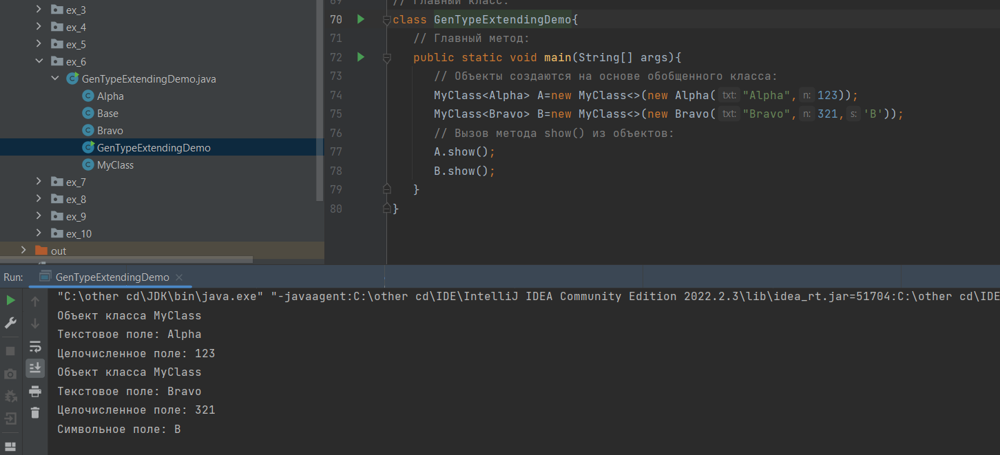 ex_3
ex_4
ex_5
ex_6
GenTypeExtendingDemo.java
Alpha
Base
Bravo
GenTypeExtendingDemo
MyClass
ex_7
ex_8
ex_9
ex_10
out
69 // Главный класс:
70 class GenTypeExtendingDemo{
71 // Главный метод:
72 public static void main(String[] args){
73 // Объекты создаются на основе обобщенного класса:
74 MyClass<Alpha> A=new MyClass<>(new Alpha( txt: "Alpha", n: 123));
75 MyClass<Bravo> B=new MyClass<>(new Bravo( txt: "Bravo", n: 321, s: 'B'));
76 // Вызов метода show() из объектов:
77 A.show();
78 B.show();
79 }
80 }
Run: GenTypeExtendingDemo
"C:\other cd\JDK\bin\java.exe" "-javaagent:C:\other cd\IDE\IntelliJ IDEA Community Edition 2022.2.3\lib\idea_rt.jar=51704:C:\other cd\IDE
Объект класса MyClass
Текстовое поле: Alpha
Целочисленное поле: 123
Объект класса MyClass
Текстовое поле: Bravo
Целочисленное поле: 321
Символьное поле: B